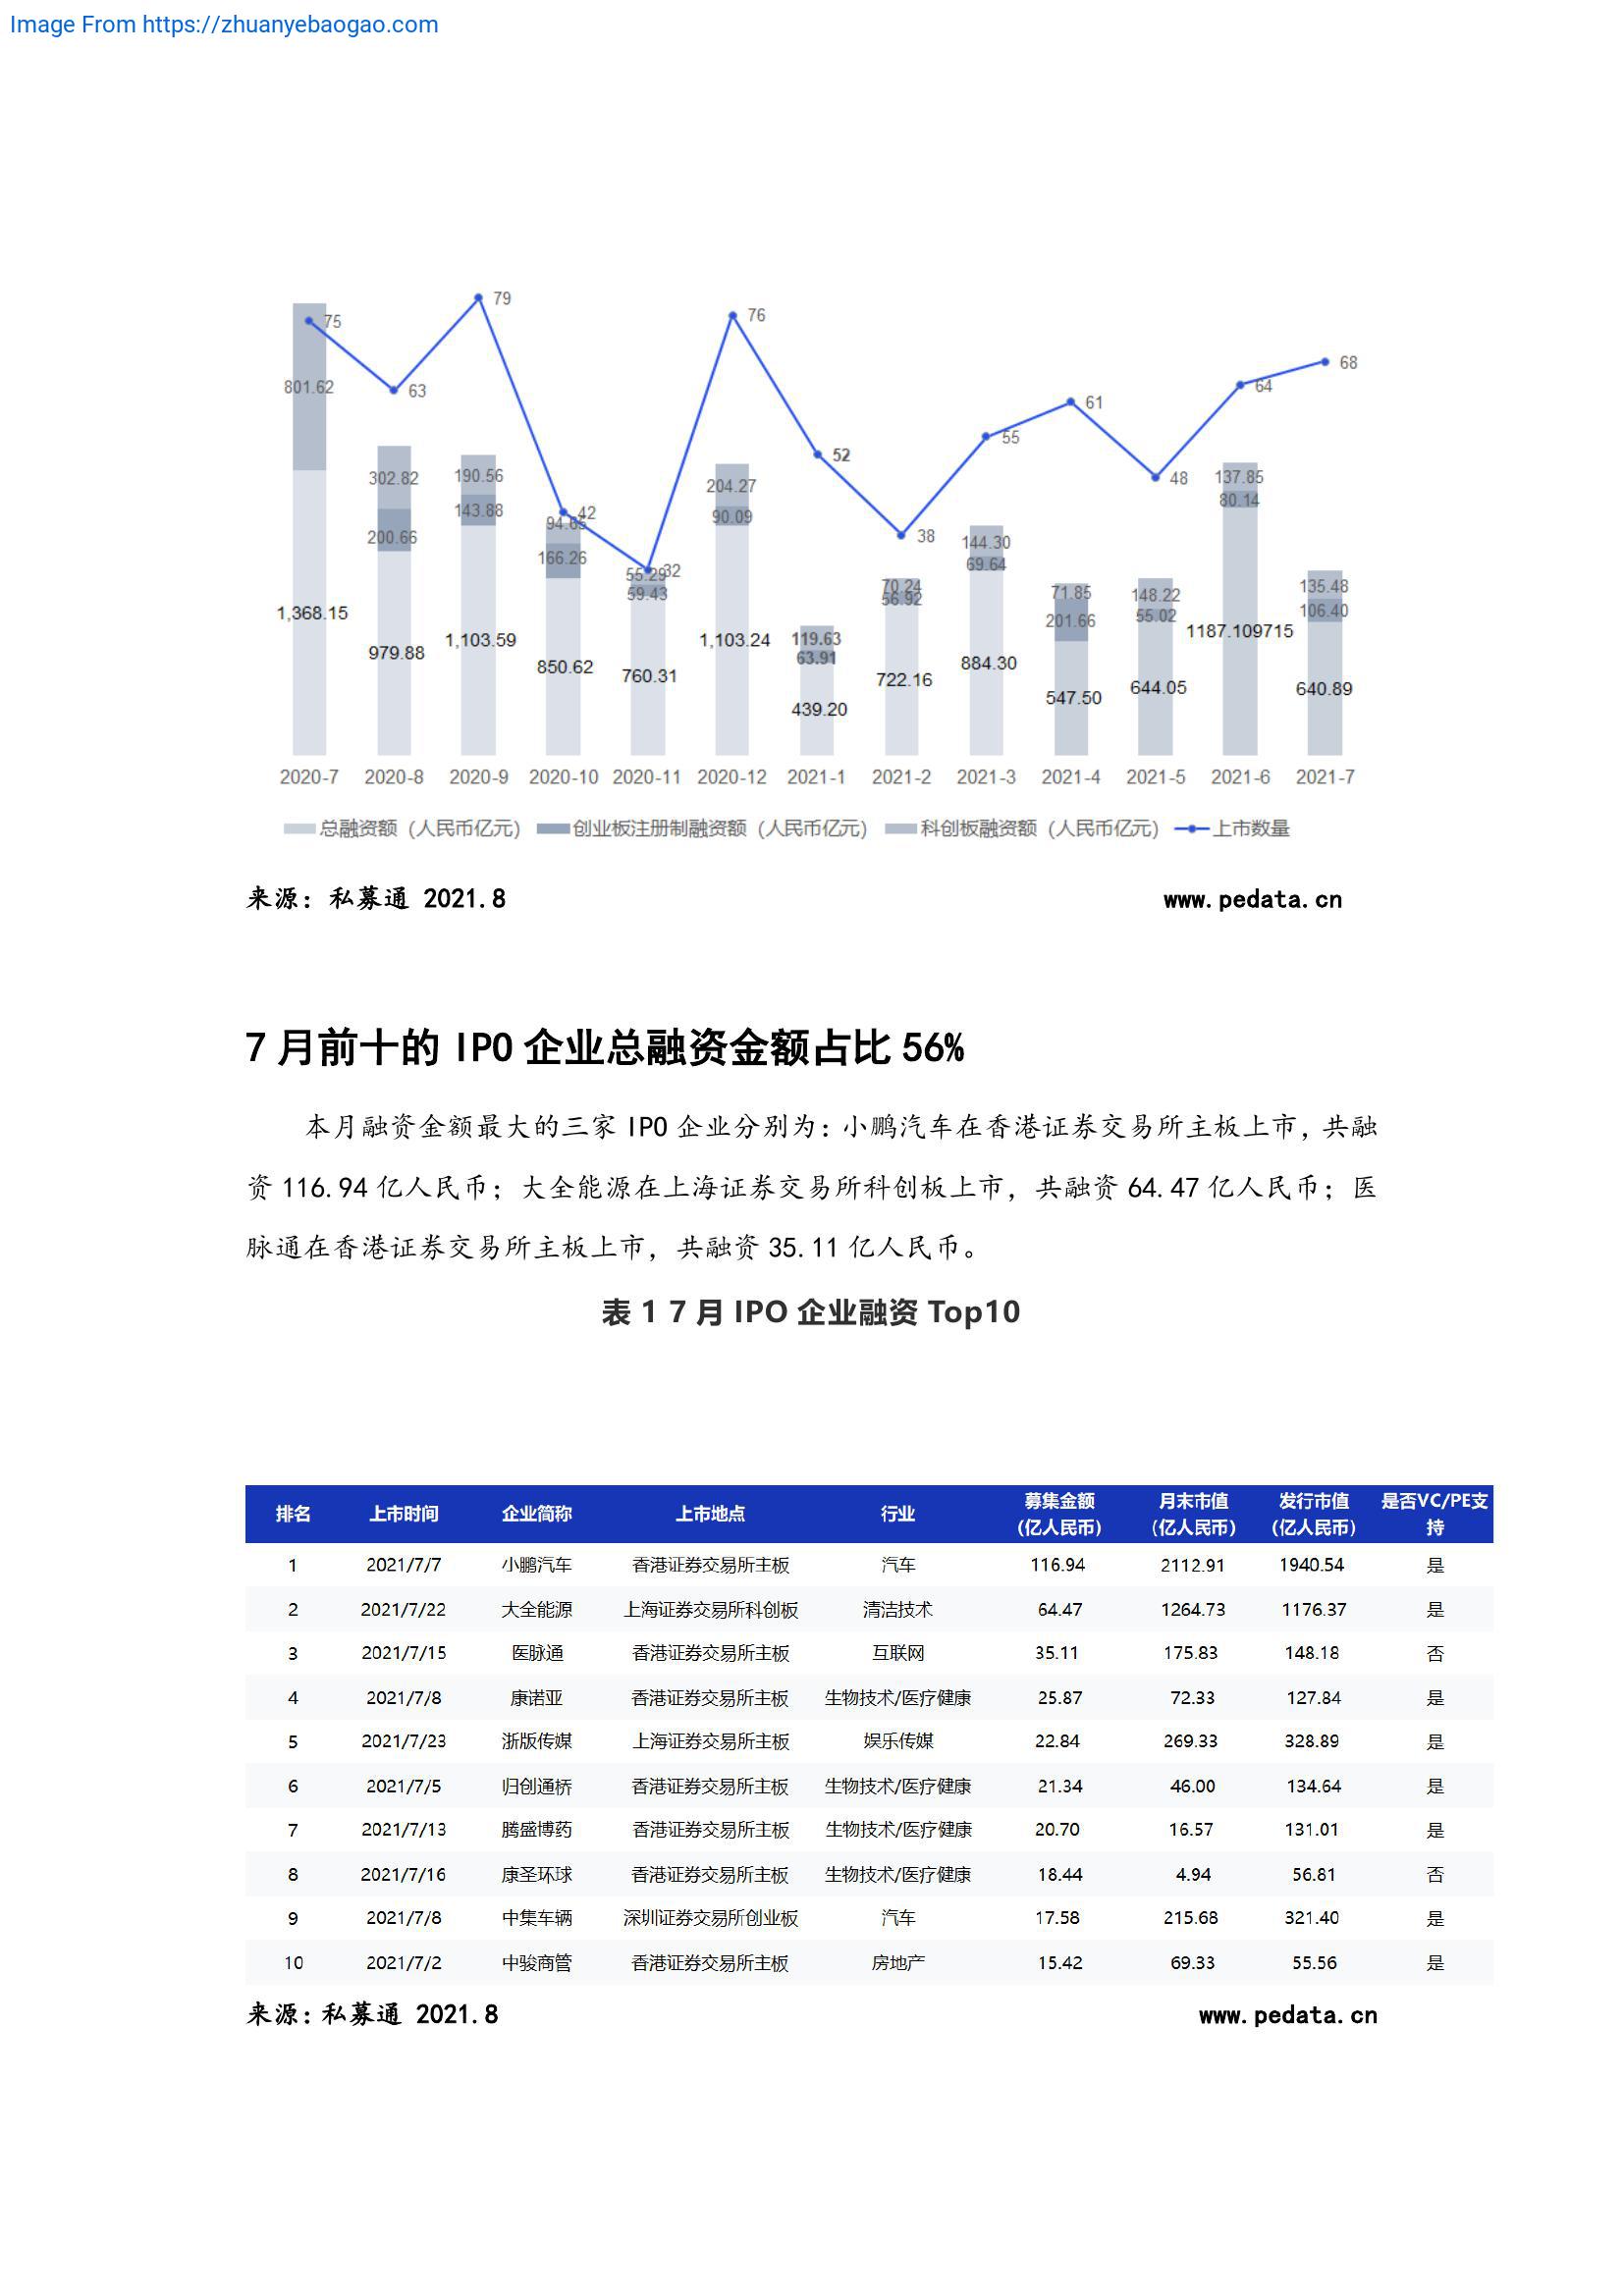 Image From https://zhuanyebaogao.com
79
76
75
68
801.62
63
64
61
55
52
48
302.82
190.56
204.27
137.85
143.88
90.09
80.14
42
200.66
38
144.30
166.26
69.64
55.29
32
59.43
70.24
56.92
71.85
148.22
135.48
1,368.15
201.66
55.02
106.40
979.88
1,103.59
850.62
760.31
1,103.24
119.63
63.91
722.16
884.30
547.50
644.05
1187.109715
640.89
439.20
2020-7 2020-8 2020-9 2020-10 2020-11 2020-12 2021-1 2021-2 2021-3 2021-4 2021-5 2021-6 2021-7
总融资额（人民币亿元） 创业板注册制融资额（人民币亿元） 科创板融资额（人民币亿元） 上市数量
来源：私募通 2021.8 www.pedata.cn
7 月前十的 IPO 企业总融资金额占比 56%
本月融资金额最大的三家 IPO 企业分别为：小鹏汽车在香港证券交易所主板上市，共融
资 116.94 亿人民币；大全能源在上海证券交易所科创板上市，共融资 64.47 亿人民币；医
脉通在香港证券交易所主板上市，共融资 35.11 亿人民币。
表 1 7 月 IPO 企业融资 Top10
排名 上市时间 企业简称 上市地点 行业 募集金额（亿人民币） 月末市值（亿人民币） 发行市值（亿人民币） 是否VC/PE支持
1 2021/7/7 小鹏汽车 香港证券交易所主板 汽车 116.94 2112.91 1940.54 是
2 2021/7/22 大全能源 上海证券交易所科创板 清洁技术 64.47 1264.73 1176.37 是
3 2021/7/15 医脉通 香港证券交易所主板 互联网 35.11 175.83 148.18 否
4 2021/7/8 康诺亚 香港证券交易所主板 生物技术/医疗健康 25.87 72.33 127.84 是
5 2021/7/23 浙版传媒 上海证券交易所主板 娱乐传媒 22.84 269.33 328.89 是
6 2021/7/5 归创通桥 香港证券交易所主板 生物技术/医疗健康 21.34 46.00 134.64 是
7 2021/7/13 腾盛博药 香港证券交易所主板 生物技术/医疗健康 20.70 16.57 131.01 是
8 2021/7/16 康圣环球 香港证券交易所主板 生物技术/医疗健康 18.44 4.94 56.81 否
9 2021/7/8 中集车辆 深圳证券交易所创业板 汽车 17.58 215.68 321.40 是
10 2021/7/2 中骏商管 香港证券交易所主板 房地产 15.42 69.33 55.56 是
来源：私募通 2021.8 www.pedata.cn